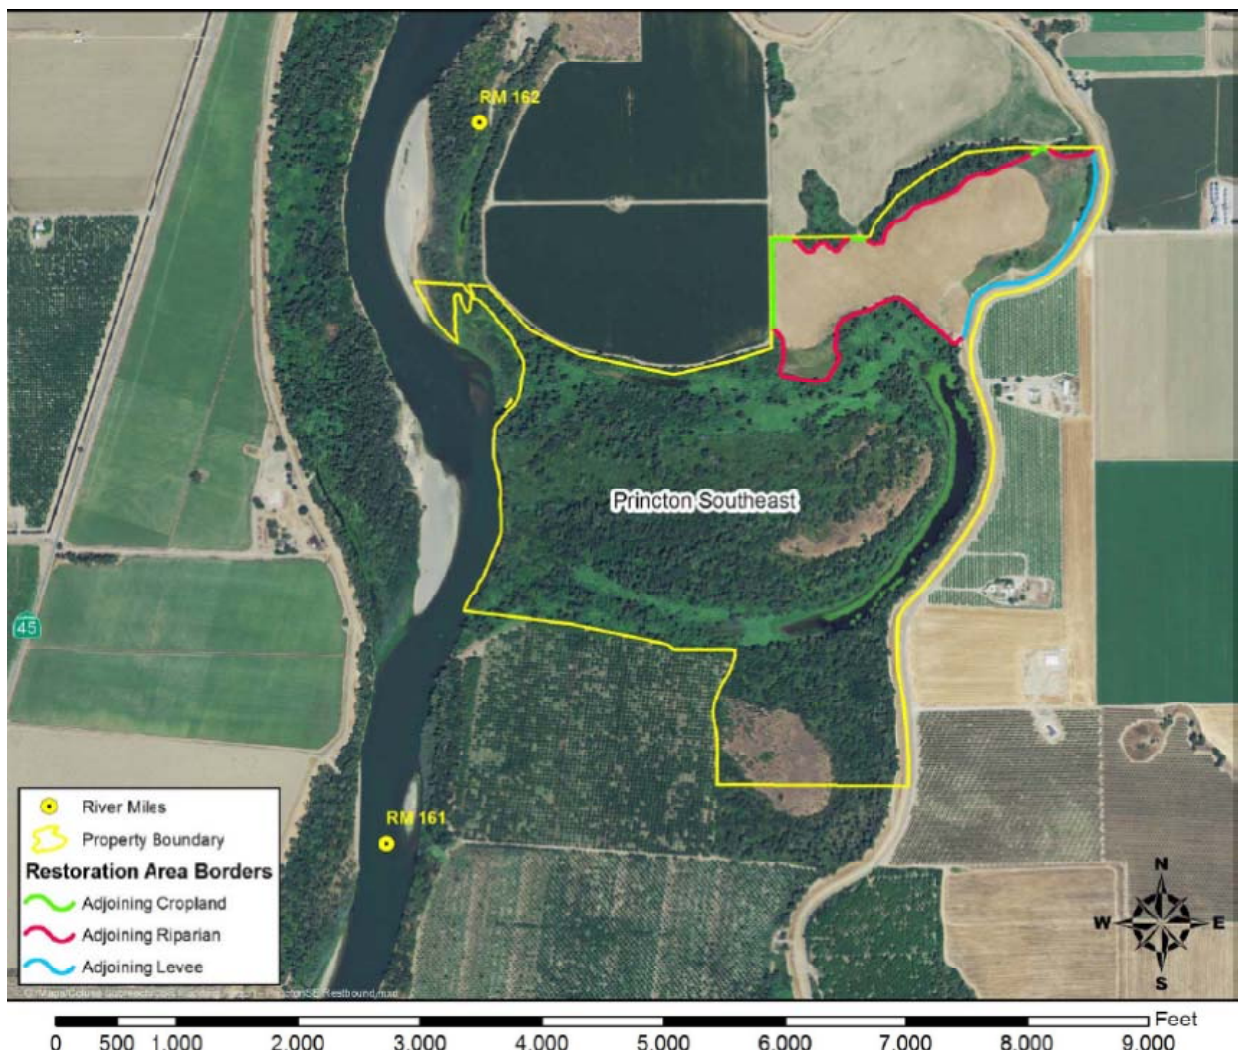 RM 162
Princton Southeast
45
RM 161
River Miles
Property Boundary
Restoration Area Borders
Adjoining Cropland
Adjoining Riparian
Adjoining Levee
N
W E
S
Feet
0 500 1,000 2,000 3,000 4,000 5,000 6,000 7,000 8,000 9,000